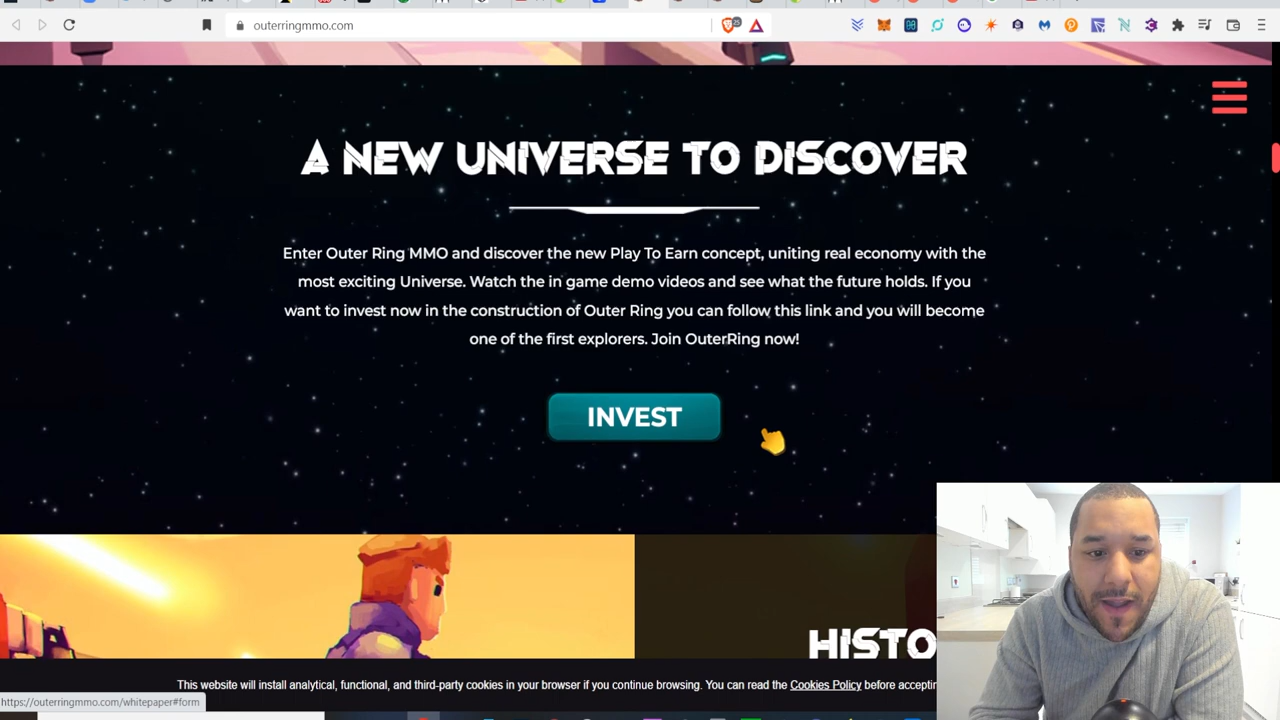 outerringmmo.com
25
A NEW UNIVERSE TO DISCOVER
Enter Outer Ring MMO and discover the new Play To Earn concept, uniting real economy with the
most exciting Universe. Watch the in game demo videos and see what the future holds. If you
want to invest now in the construction of Outer Ring you can follow this link and you will become
one of the first explorers. Join OuterRing now!
INVEST
HISTO
This website will install analytical, functional, and third-party cookies in your browser if you continue browsing. You can read the Cookies Policy before acceptin
https://outerringmmo.com/whitepaper#form